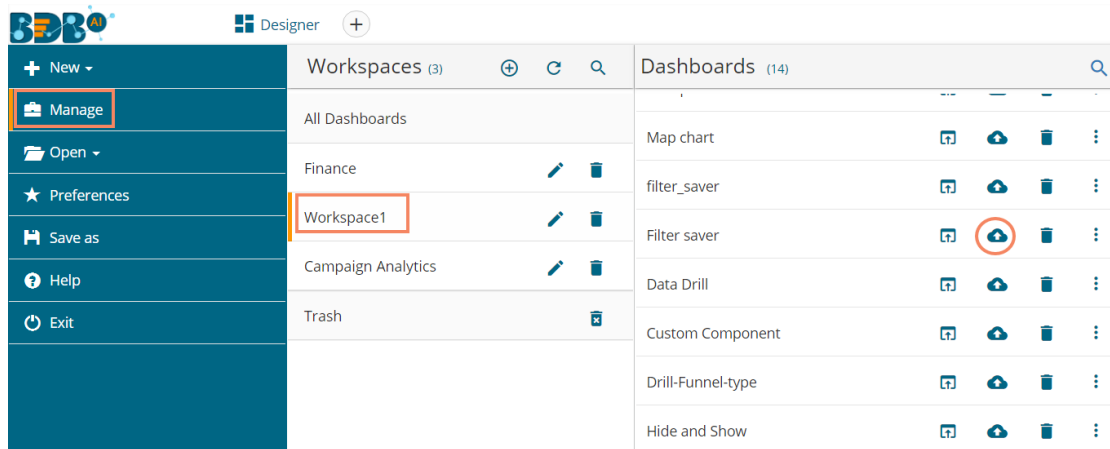 BDB AI
Designer
New
Manage
Open
Preferences
Save as
Help
Exit
Workspaces (3)
All Dashboards
Finance
Workspace1
Campaign Analytics
Trash
Dashboards (14)
Map chart
filter_saver
Filter saver
Data Drill
Custom Component
Drill-Funnel-type
Hide and Show